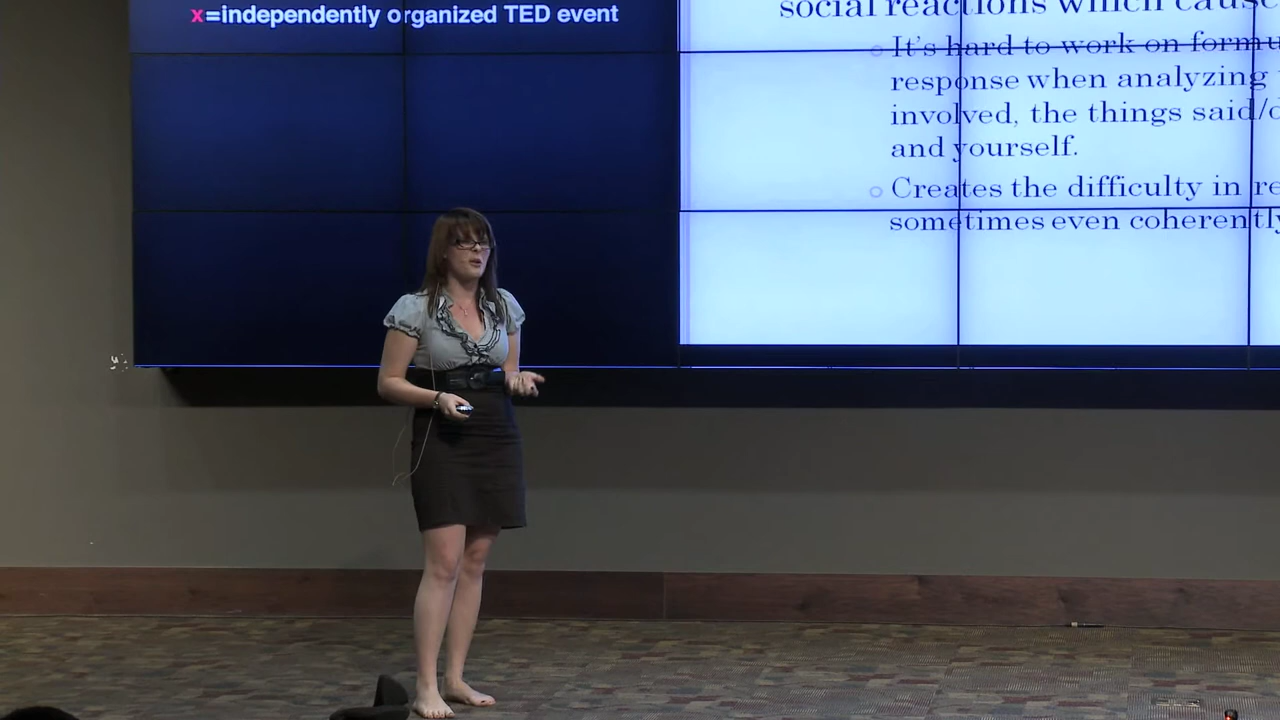 x=independently organized TED event
social reactions which cause
It's hard to work on formu
response when analyzing
involved, the things said/d
and yourself.
Creates the difficulty in re
sometimes even coherently